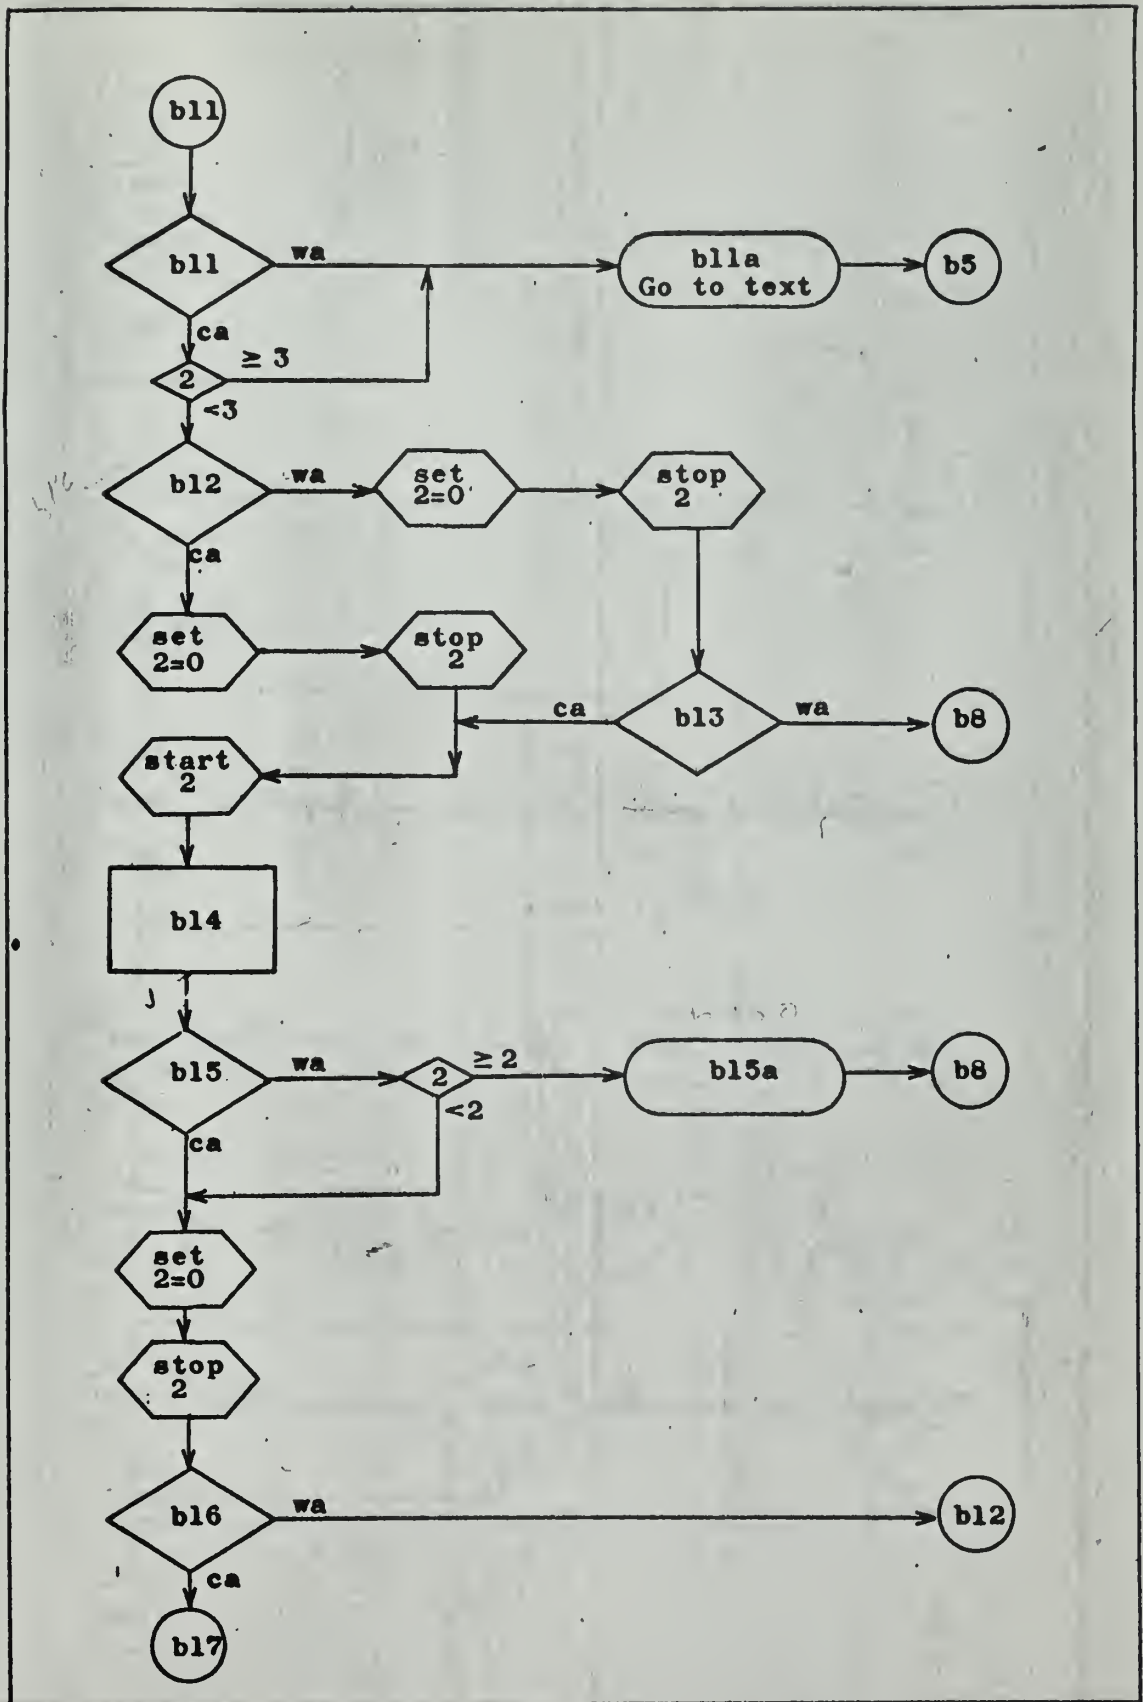 b11
b11
wa
b11a
Go to text
b5
ca
2
≥ 3
<3
b12
wa
set
2=0
stop
2
ca
set
2=0
stop
2
ca
b13
wa
b8
start
2
b14
b15
wa
2
≥ 2
b15a
b8
<2
ca
set
2=0
stop
2
b16
wa
b12
ca
b17